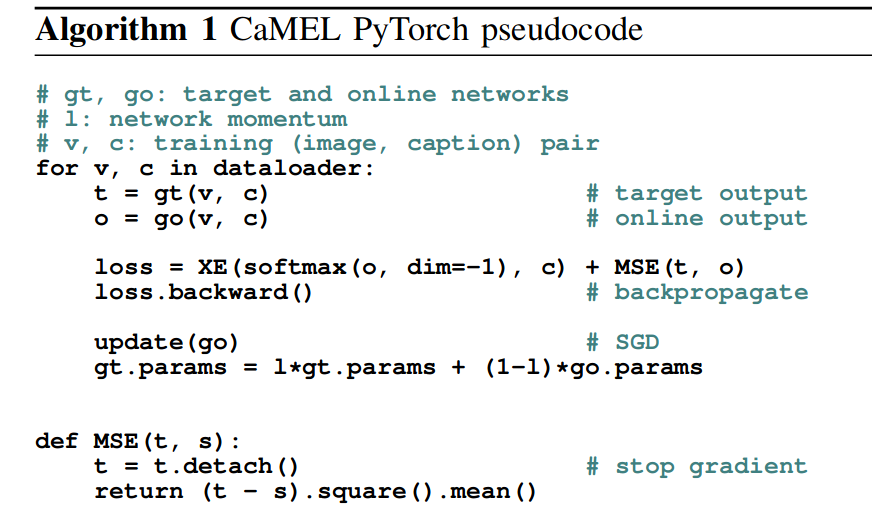 Algorithm 1 CaMEL PyTorch pseudocode
# gt, go: target and online networks
# l: network momentum
# v, c: training (image, caption) pair
for v, c in dataloader:
    t = gt(v, c) # target output
    o = go(v, c) # online output
    loss = XE(softmax(o, dim=-1), c) + MSE(t, o)
    loss.backward() # backpropagate
    update(go) # SGD
    gt.params = l*gt.params + (1-l)*go.params
def MSE(t, s):
    t = t.detach() # stop gradient
    return (t - s).square().mean()